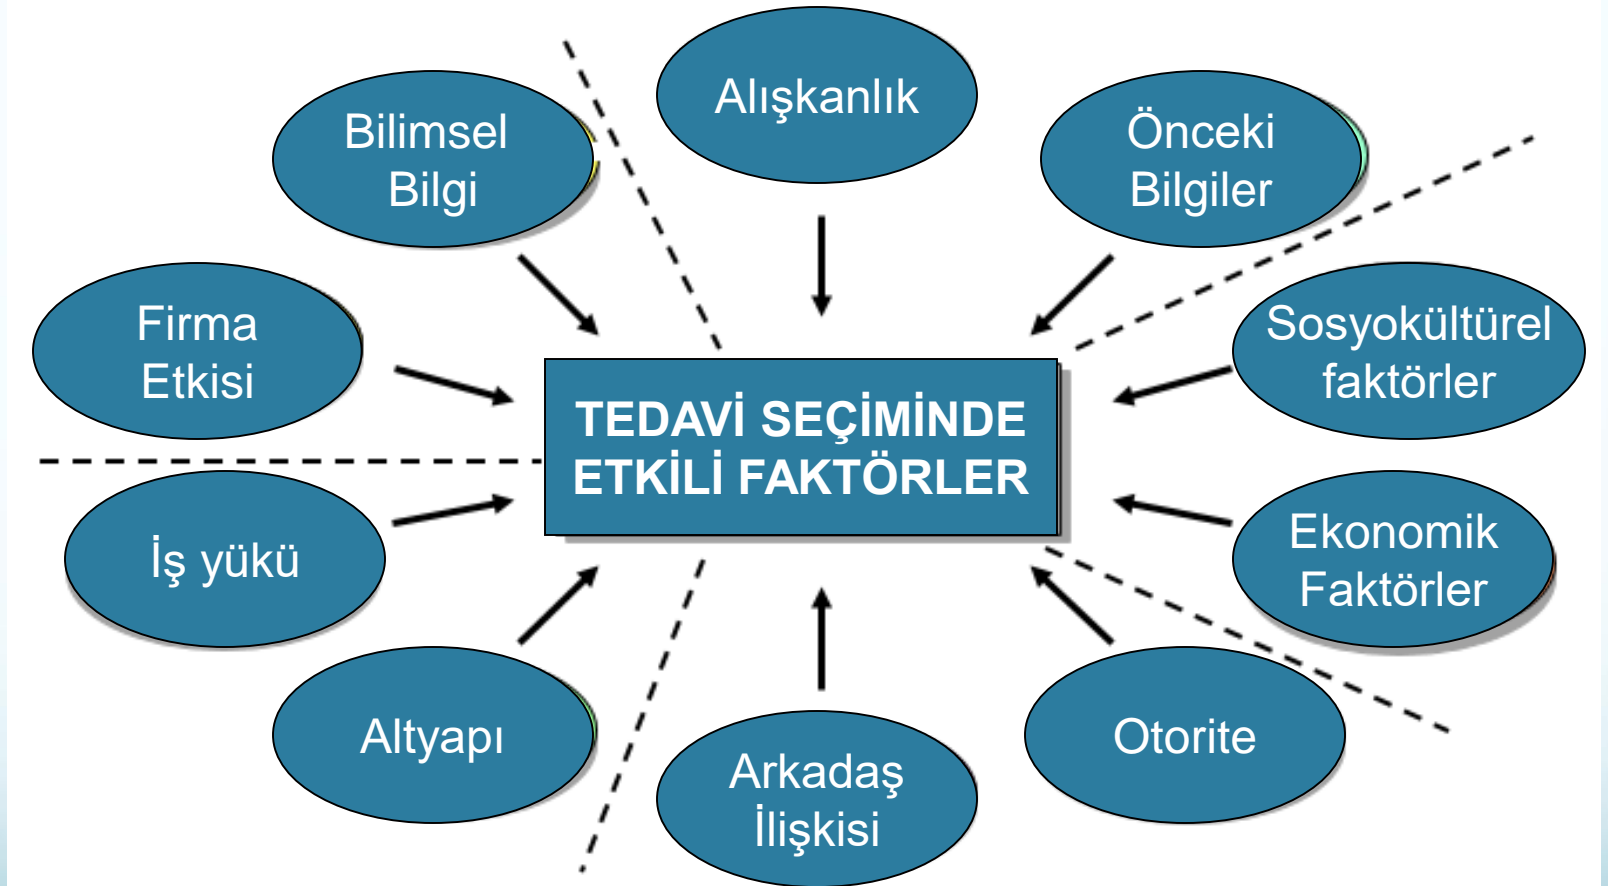 Alışkanlık
Bilimsel
Bilgi
Önceki
Bilgiler
Firma
Etkisi
Sosyokültürel
faktörler
TEDAVİ SEÇİMİNDE
ETKİLİ FAKTÖRLER
İş yükü
Ekonomik
Faktörler
Altyapı
Arkadaş
İlişkisi
Otorite